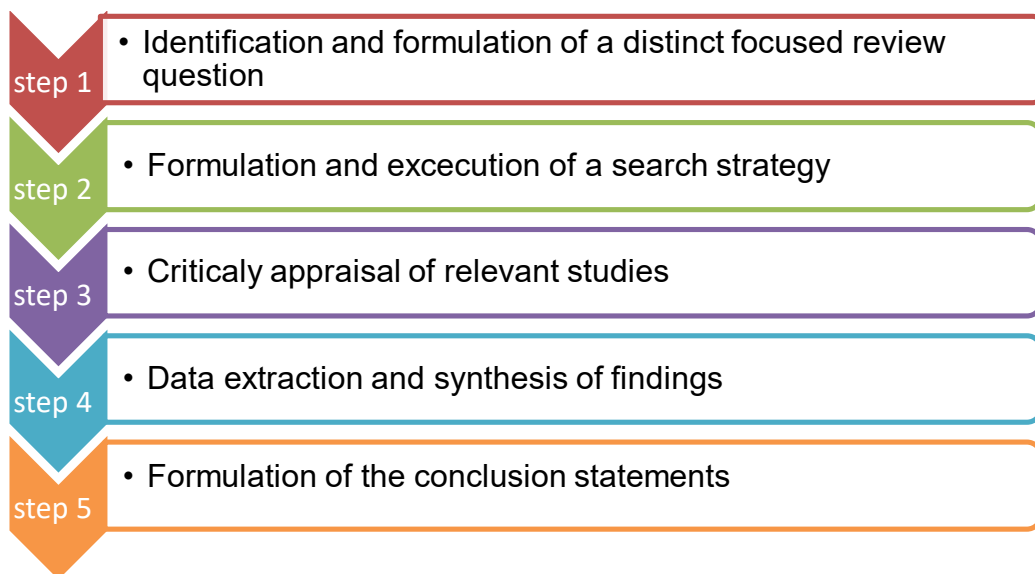 step 1
• Identification and formulation of a distinct focused review
question
step 2
• Formulation and excecution of a search strategy
step 3
• Criticaly appraisal of relevant studies
step 4
• Data extraction and synthesis of findings
step 5
• Formulation of the conclusion statements